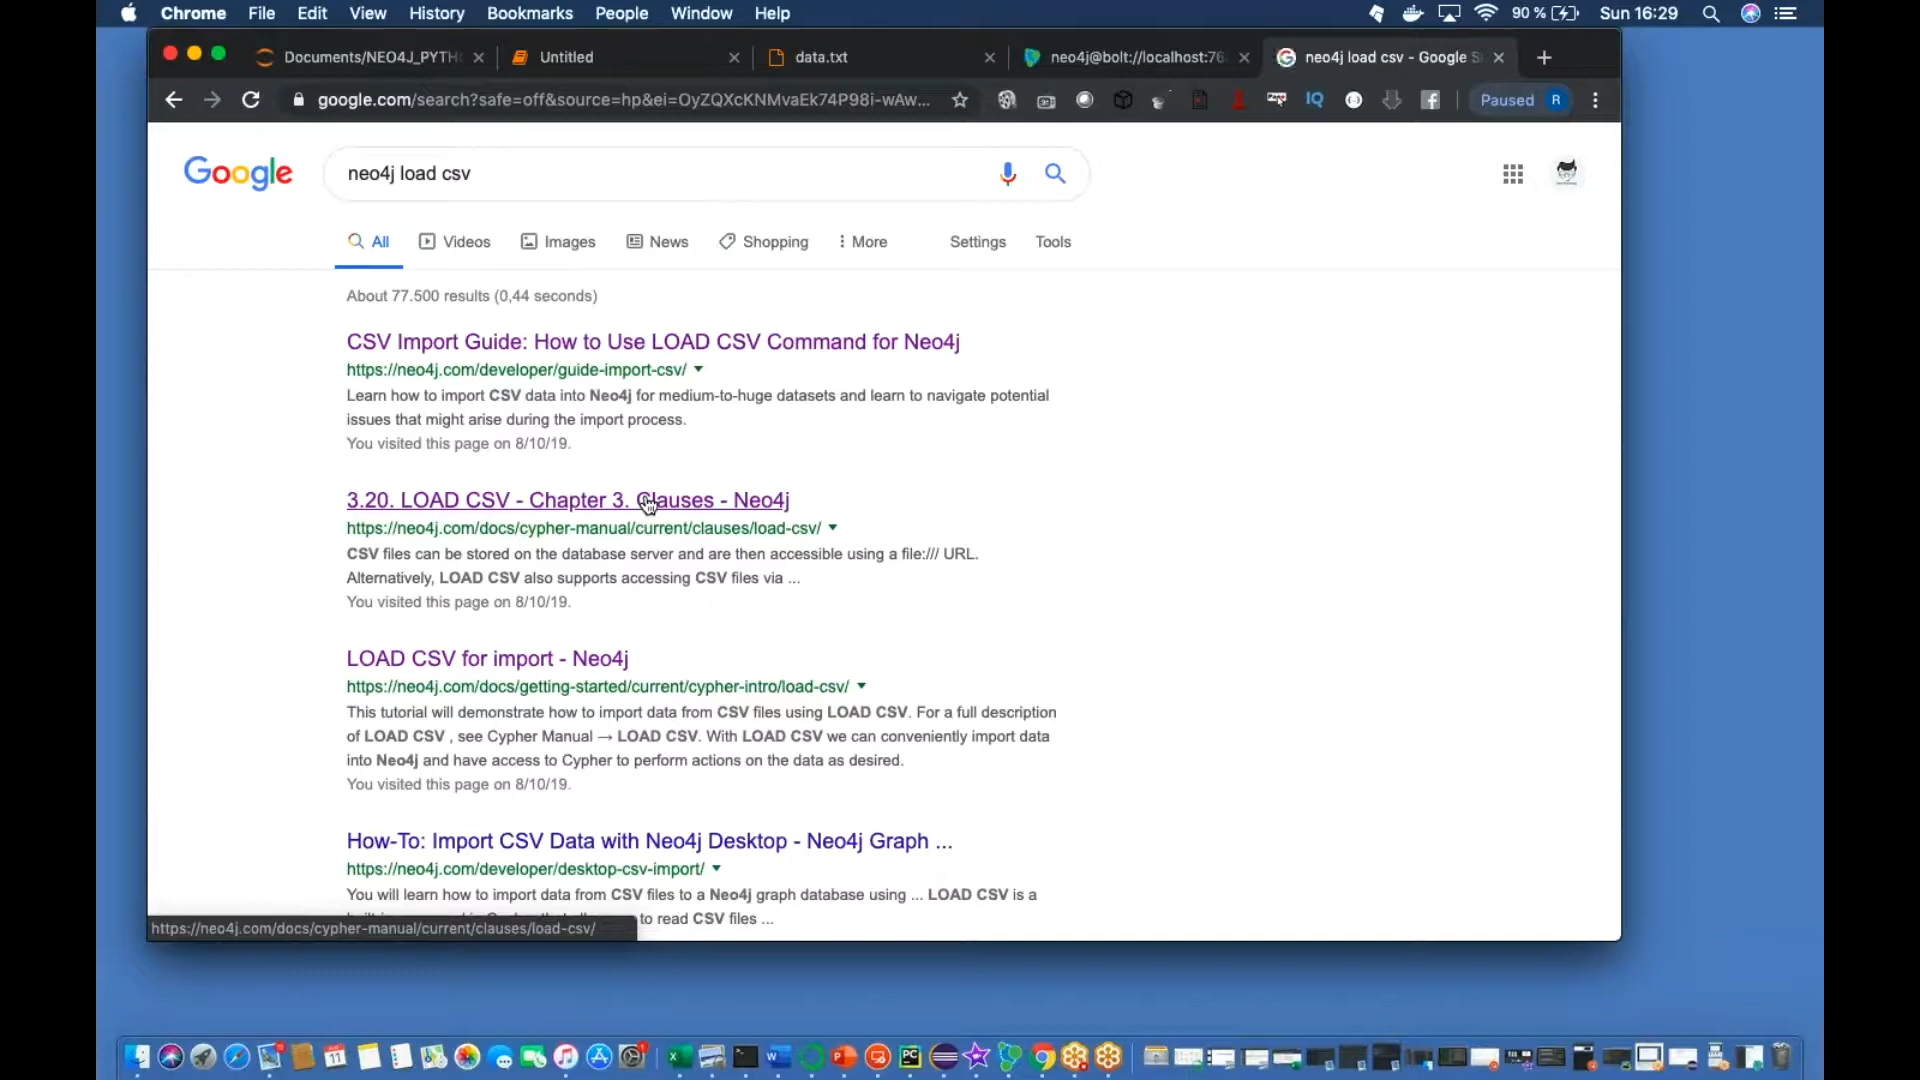 Chrome File Edit View History Bookmarks People Window Help 90 % Sun 16:29
Documents/NEO4J_PYTH Untitled data.txt neo4j@bolt://localhost:76 neo4j load csv - Google S
google.com/search?safe=off&source=hp&ei=OyZQXcKNMvaEk74P98i-wAw... IQ Paused R
Google neo4j load csv
All Videos Images News Shopping More Settings Tools
About 77.500 results (0,44 seconds)
CSV Import Guide: How to Use LOAD CSV Command for Neo4j
https://neo4j.com/developer/guide-import-csv/
Learn how to import CSV data into Neo4j for medium-to-huge datasets and learn to navigate potential
issues that might arise during the import process.
You visited this page on 8/10/19.
3.20. LOAD CSV - Chapter 3. Clauses - Neo4j
https://neo4j.com/docs/cypher-manual/current/clauses/load-csv/
CSV files can be stored on the database server and are then accessible using a file:/// URL.
Alternatively, LOAD CSV also supports accessing CSV files via ...
You visited this page on 8/10/19.
LOAD CSV for import - Neo4j
https://neo4j.com/docs/getting-started/current/cypher-intro/load-csv/
This tutorial will demonstrate how to import data from CSV files using LOAD CSV. For a full description
of LOAD CSV , see Cypher Manual → LOAD CSV. With LOAD CSV we can conveniently import data
into Neo4j and have access to Cypher to perform actions on the data as desired.
You visited this page on 8/10/19.
How-To: Import CSV Data with Neo4j Desktop - Neo4j Graph ...
https://neo4j.com/developer/desktop-csv-import/
You will learn how to import data from CSV files to a Neo4j graph database using ... LOAD CSV is a
to read CSV files ...
https://neo4j.com/docs/cypher-manual/current/clauses/load-csv/